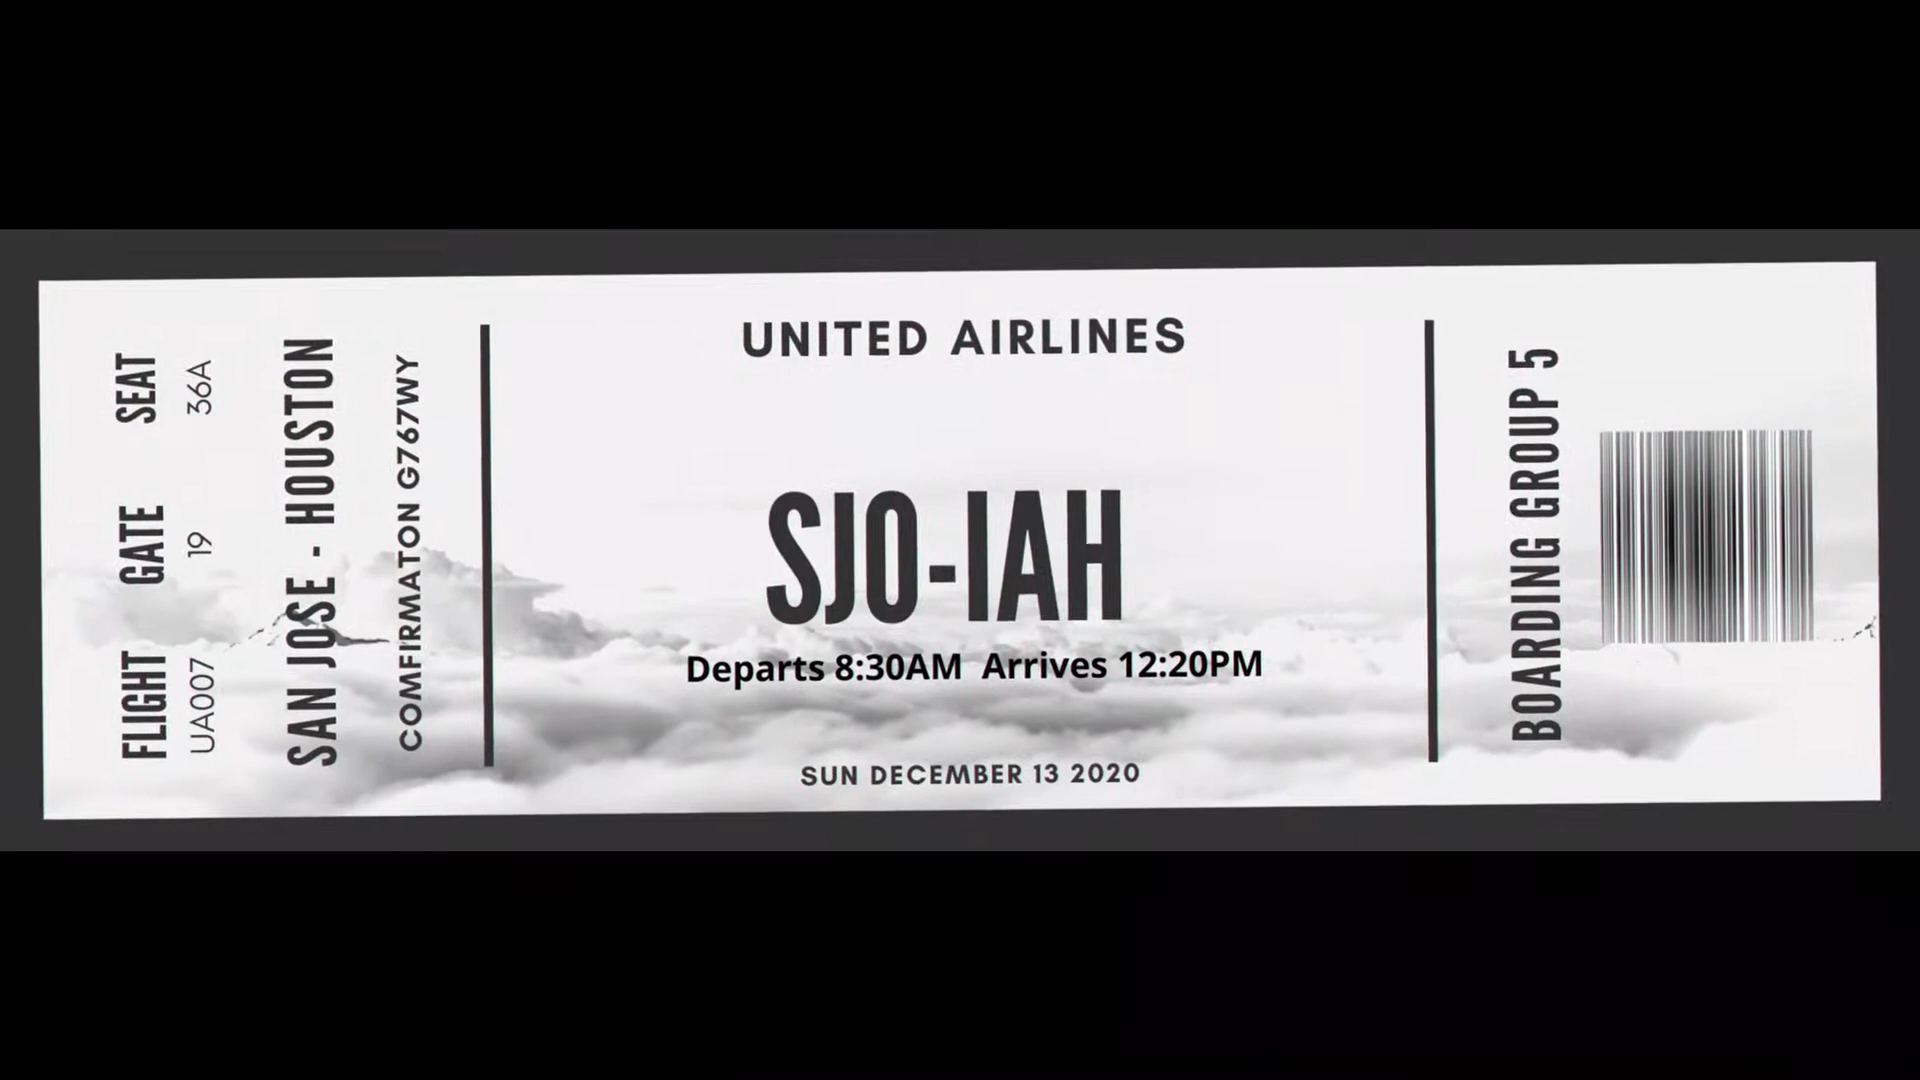 FLIGHT GATE SEAT
UA007 19 36A
SAN JOSE - HOUSTON
COMFIRMATON G767WY
UNITED AIRLINES
SJO-IAH
Departs 8:30AM Arrives 12:20PM
SUN DECEMBER 13 2020
BOARDING GROUP 5